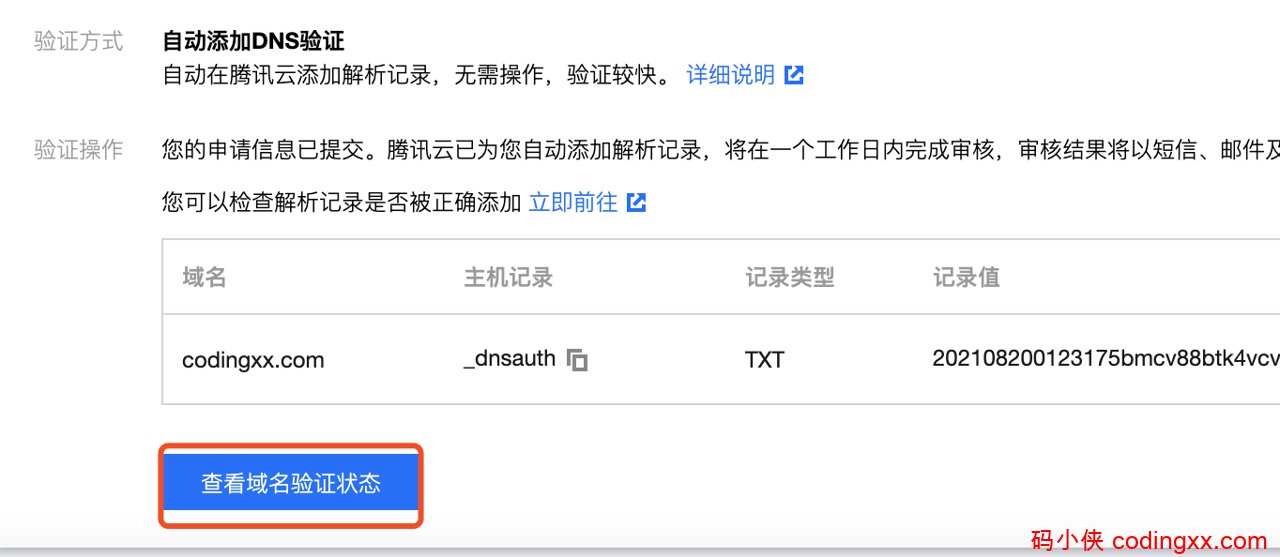 验证方式 自动添加DNS验证
自动在腾讯云添加解析记录，无需操作，验证较快。 详细说明
验证操作 您的申请信息已提交。腾讯云已为您自动添加解析记录，将在一个工作日内完成审核，审核结果将以短信、邮件及
您可以检查解析记录是否被正确添加 立即前往
域名 主机记录 记录类型 记录值
codingxx.com _dnsauth TXT 202108200123175bmcv88btk4vcv
查看域名验证状态
码小侠 codingxx.com